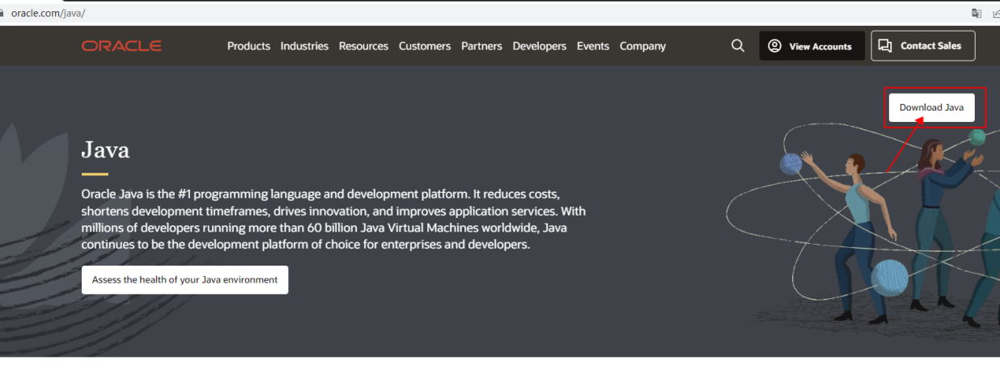 oracle.com/java/
ORACLE Products Industries Resources Customers Partners Developers Events Company View Accounts Contact Sales
Download Java
Java
Oracle Java is the #1 programming language and development platform. It reduces costs,
shortens development timeframes, drives innovation, and improves application services. With
millions of developers running more than 60 billion Java Virtual Machines worldwide, Java
continues to be the development platform of choice for enterprises and developers.
Assess the health of your Java environment